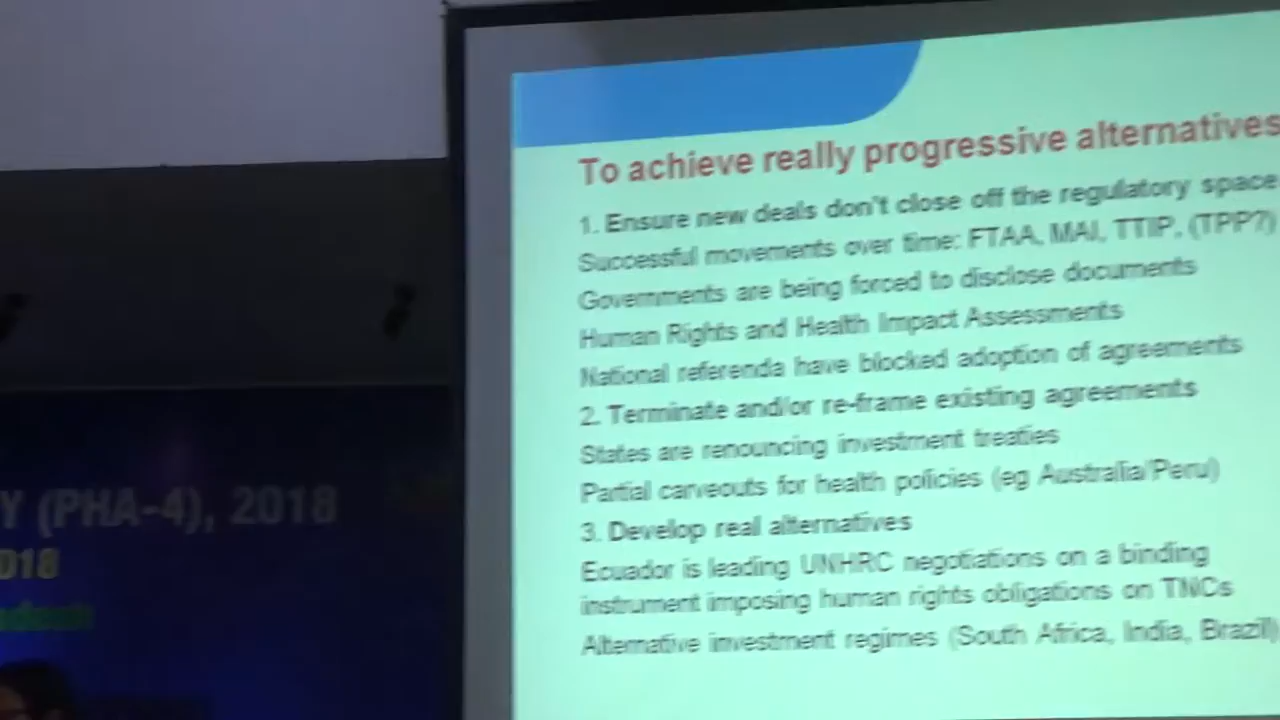 To achieve really progressive alternatives
1. Ensure new deals don't close off the regulatory space
Successful movements over time: FTAA, MAI, TTIP, (TPP?)
Governments are being forced to disclose documents
Human Rights and Health Impact Assessments
National referenda have blocked adoption of agreements
2. Terminate and/or re-frame existing agreements
States are renouncing investment treaties
Partial carveouts for health policies (eg Australia/Peru)
3. Develop real alternatives
Ecuador is leading UNHRC negotiations on a binding
instrument imposing human rights obligations on TNCs
Alternative investment regimes (South Africa, India, Brazil)
Y (PHA-4), 2018
018